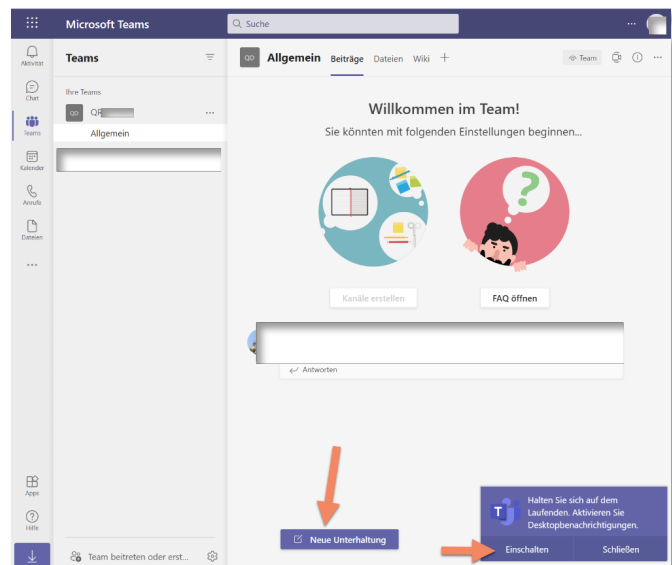 Microsoft Teams
Suche
Aktivität
Chat
Teams
Kalender
Anrufe
Dateien
Apps
Hilfe
Teams
Ihre Teams
QD
Allgemein
Team beitreten oder erst...
QD Allgemein Beiträge Dateien Wiki + Team
Willkommen im Team!
Sie könnten mit folgenden Einstellungen beginnen...
Kanäle erstellen
FAQ öffnen
Antworten
Neue Unterhaltung
Halten Sie sich auf dem
Laufenden. Aktivieren Sie
Desktopbenachrichtigungen.
Einschalten
Schließen